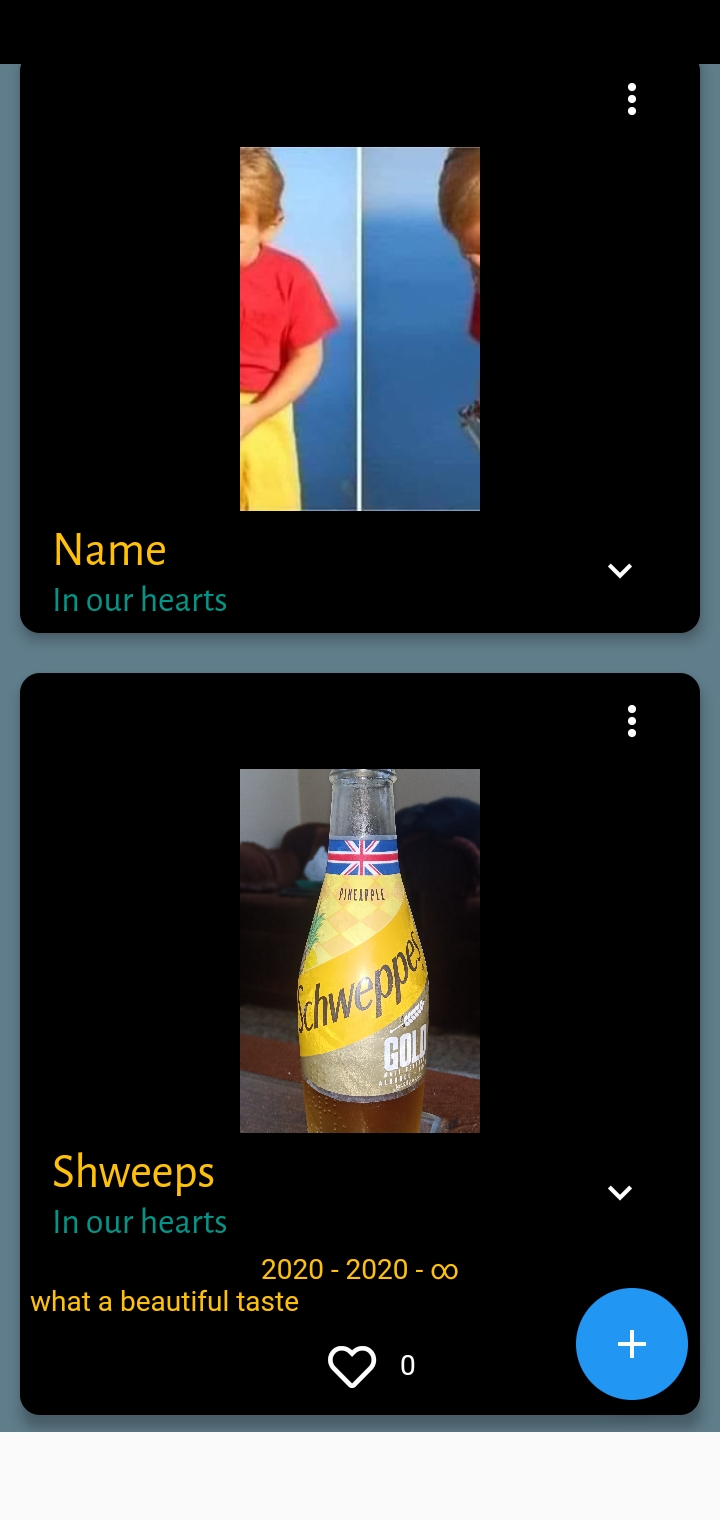 Name
In our hearts
PINEAPPLE
Schweppes
GOLD
Shweeps
In our hearts
2020 - 2020 - ∞
what a beautiful taste
0